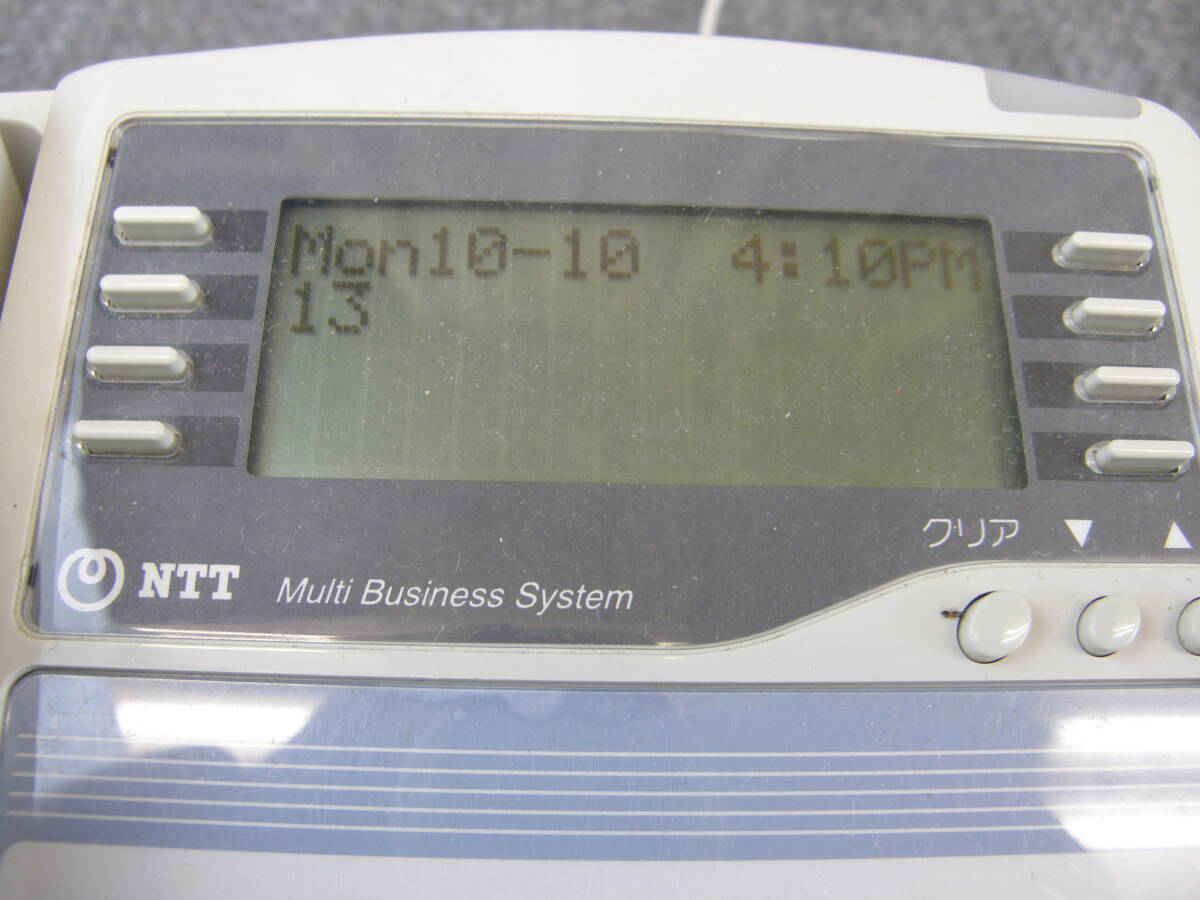 Mon10-10 4:10PM
13
クリア ▼ ▲
NTT Multi Business System